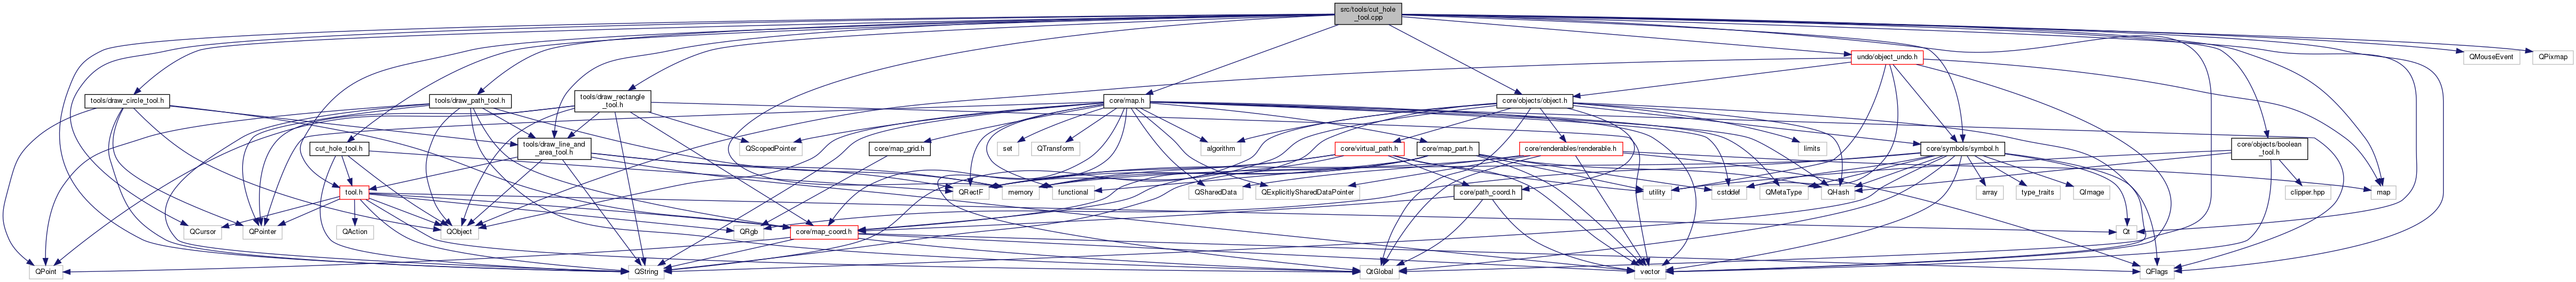 src/tools/cut_hole
_tool.cpp
undo/object_undo.h
QMouseEvent
QPixmap
tools/draw_circle_tool.h
tools/draw_path_tool.h
tools/draw_rectangle
_tool.h
core/map.h
core/objects/object.h
cut_hole_tool.h
tools/draw_line_and
_area_tool.h
QScopedPointer
core/map_grid.h
set
QTransform
algorithm
core/virtual_path.h
core/map_part.h
core/renderables/renderable.h
limits
core/symbols/symbol.h
core/objects/boolean
_tool.h
tool.h
QRectF
memory
functional
QSharedData
QExplicitlySharedDataPointer
core/path_coord.h
utility
cstddef
QMetaType
QHash
array
type_traits
QImage
clipper.hpp
map
QCursor
QPointer
QAction
QObject
QRgb
core/map_coord.h
Qt
QPoint
QString
QtGlobal
vector
QFlags